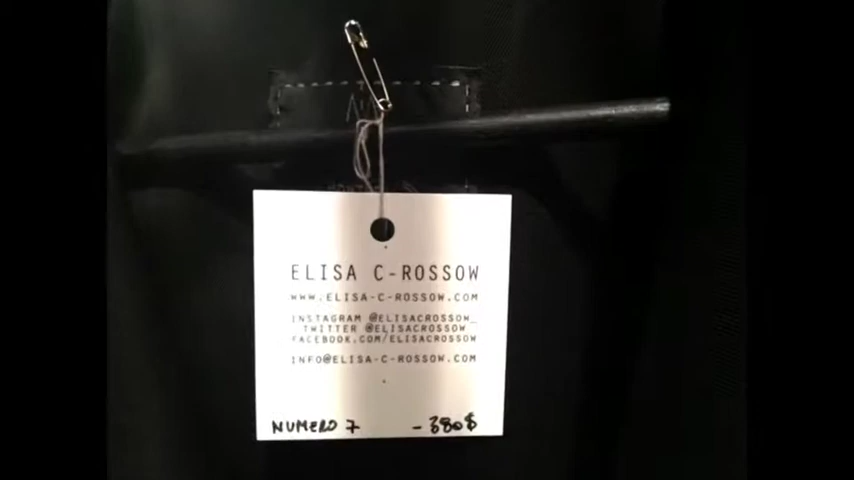 ELISA C-ROSSOW
WWW.ELISA-C-ROSSOW.COM
INSTAGRAM @ELISACROSSOW_
TWITTER @ELISACROSSOW
FACEBOOK.COM/ELISACROSSOW
INFO@ELISA-C-ROSSOW.COM
NUMERO 7 - 380$